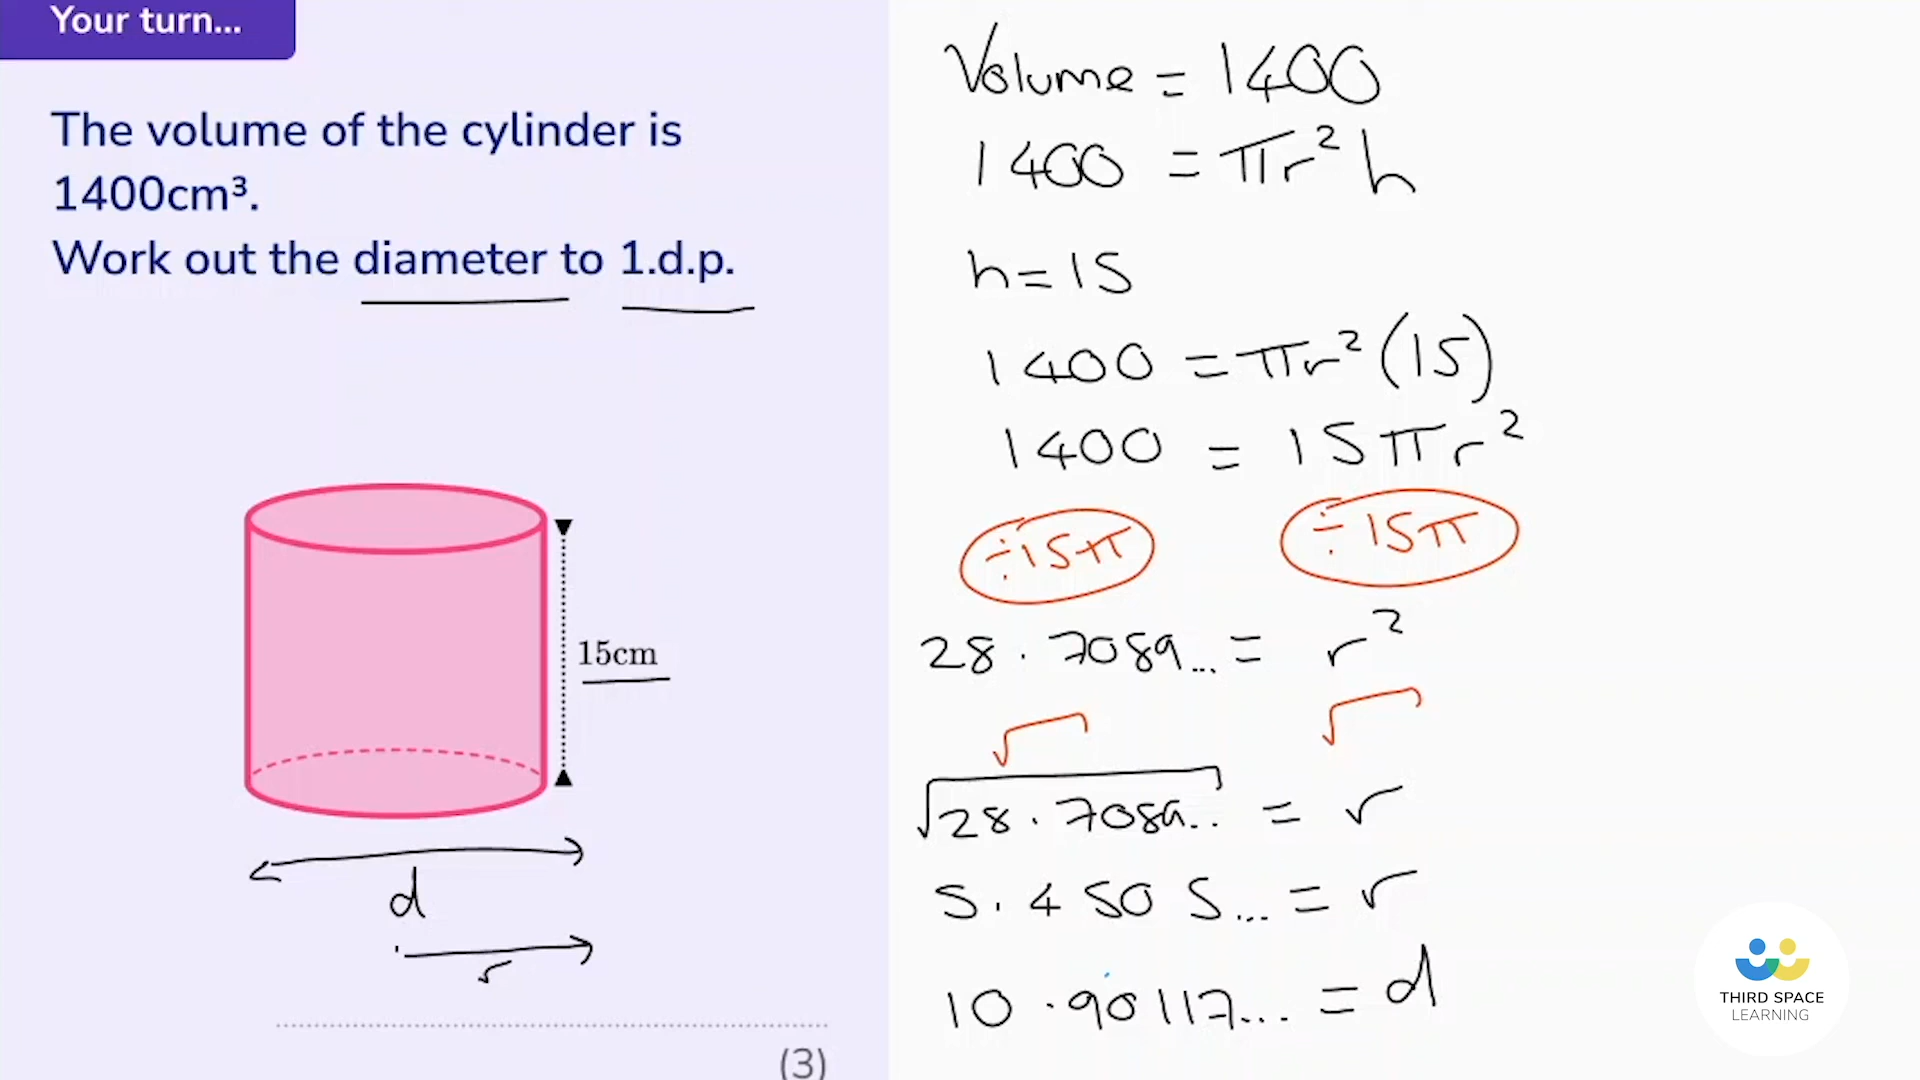 Your turn...
The volume of the cylinder is
1400cm³.
Work out the diameter to 1.d.p.
15cm
d
r
(3)
Volume = 1400
1400 = πr² h
h = 15
1400 = πr² (15)
1400 = 15πr²
÷15π ÷15π
28.7089... = r²
√ √
√28.7089.. = r
5.4505... = r
10.90117... = d
THIRD SPACE
LEARNING